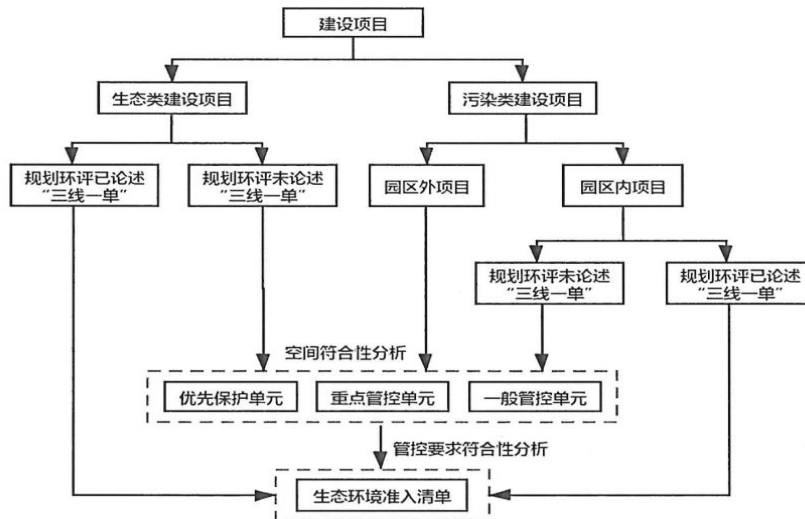 建设项目
生态类建设项目
污染类建设项目
规划环评已论述
“三线一单”
规划环评未论述
“三线一单”
园区外项目
园区内项目
规划环评未论述
“三线一单”
规划环评已论述
“三线一单”
空间符合性分析
优先保护单元
重点管控单元
一般管控单元
管控要求符合性分析
生态环境准入清单